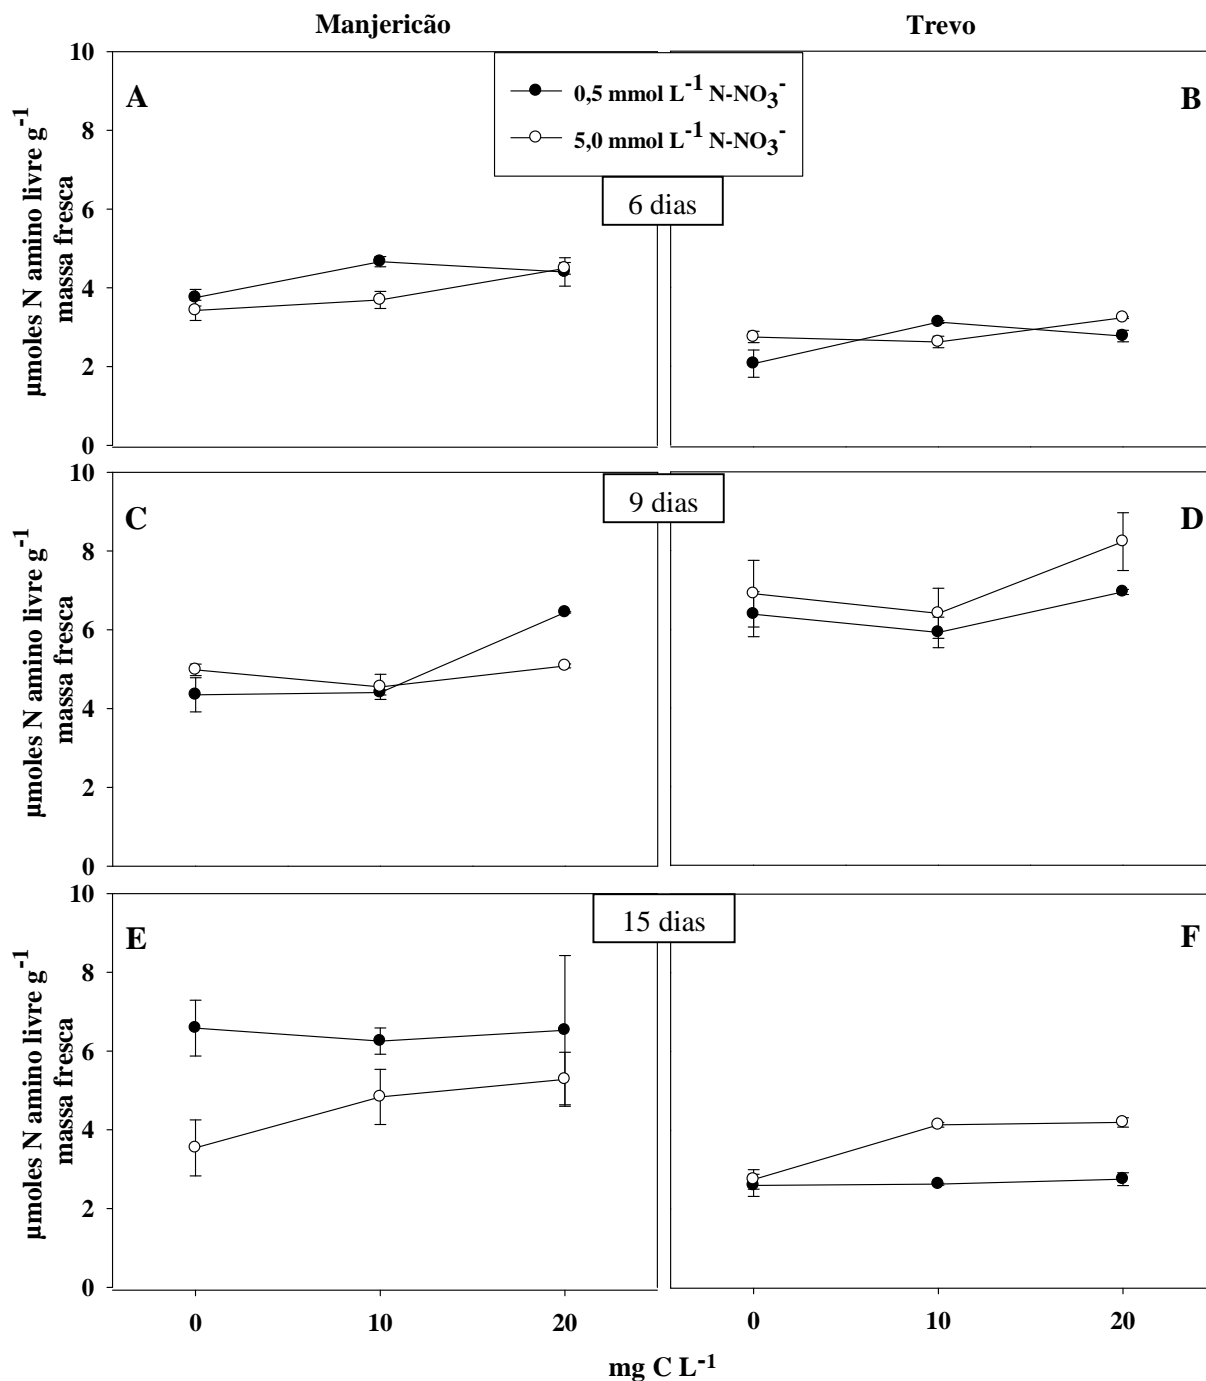 Manjericão
Trevo
A
B
0,5 mmol L⁻¹ N-NO₃⁻
5,0 mmol L⁻¹ N-NO₃⁻
6 dias
µmoles N amino livre g⁻¹
massa fresca
10
8
6
4
2
0
C
D
9 dias
µmoles N amino livre g⁻¹
massa fresca
10
8
6
4
2
0
E
F
15 dias
µmoles N amino livre g⁻¹
massa fresca
10
8
6
4
2
0
0 10 20
0 10 20
mg C L⁻¹